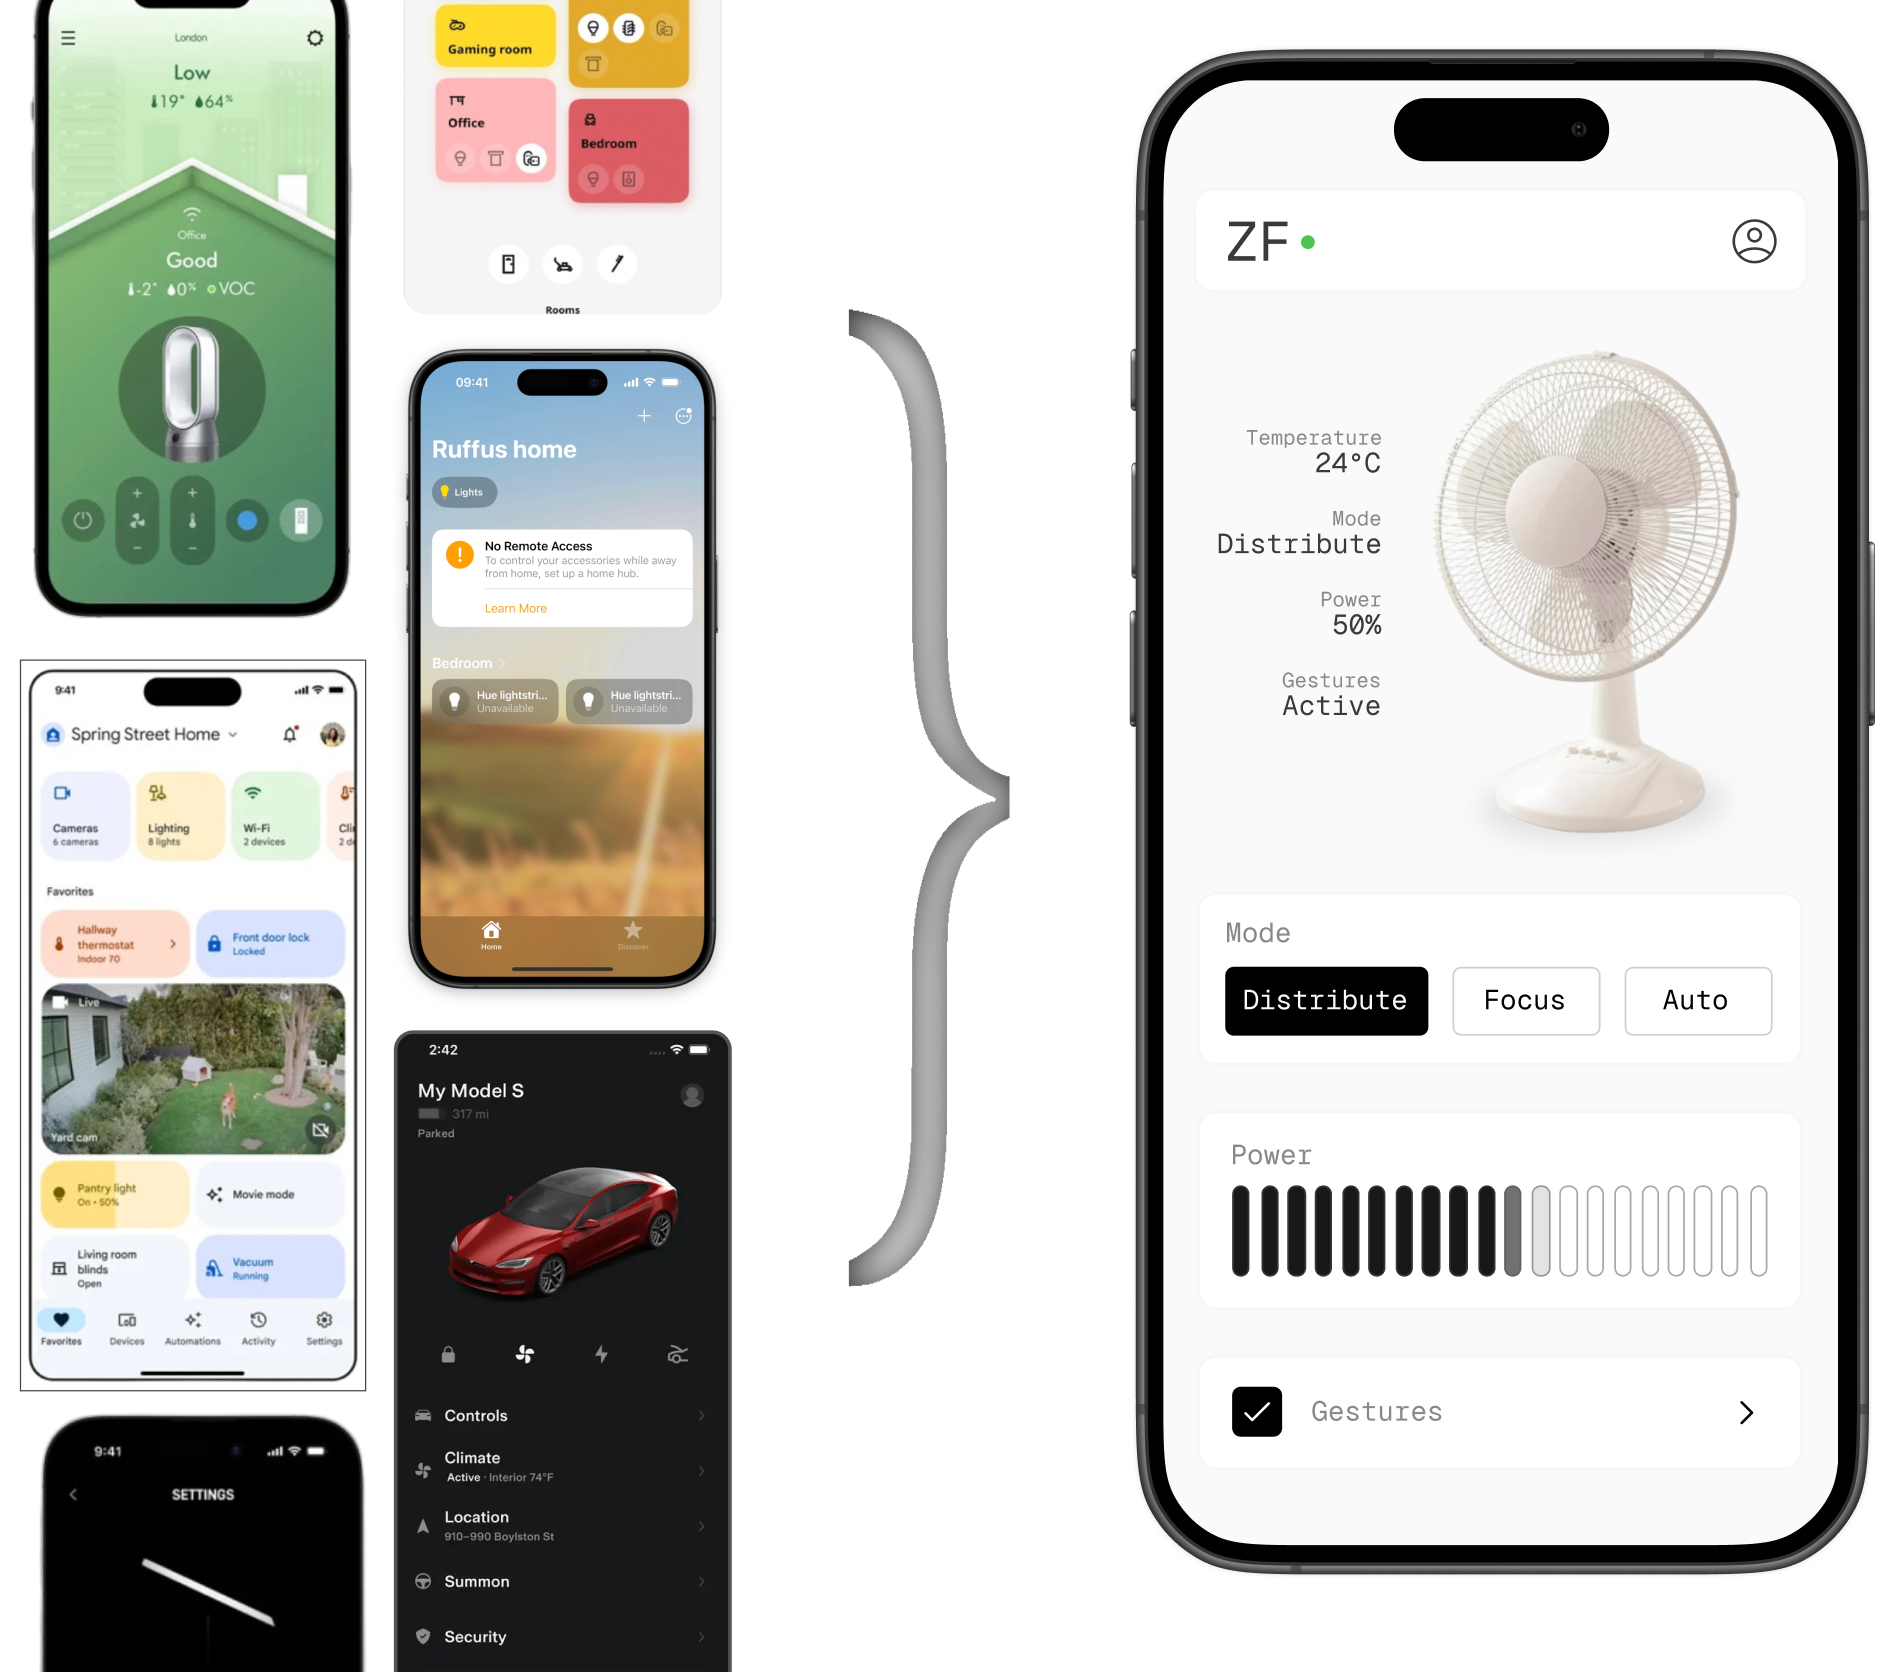 London
Low
19° 64%
Office
Good
-2° 0% VOC
Gaming room
Office
Bedroom
Rooms
09:41
Ruffus home
Lights
No Remote Access
To control your accessories while away
from home, set up a home hub.
Learn More
Bedroom
Hue lightstri...
Unavailable
Hue lightstri...
Unavailable
Home
Discover
9:41
Spring Street Home
Cameras
6 cameras
Lighting
8 lights
Wi-Fi
2 devices
Cli
2 de
Favorites
Hallway
thermostat
Indoor 70
Front door lock
Locked
Live
Yard cam
Pantry light
On • 50%
Movie mode
Living room
blinds
Open
Vacuum
Running
Favorites
Devices
Automations
Activity
Settings
9:41
SETTINGS
2:42
My Model S
317 mi
Parked
Controls
Climate
Active · Interior 74°F
Location
910–990 Boylston St
Summon
Security
ZF
Temperature
24°C
Mode
Distribute
Power
50%
Gestures
Active
Mode
Distribute
Focus
Auto
Power
Gestures